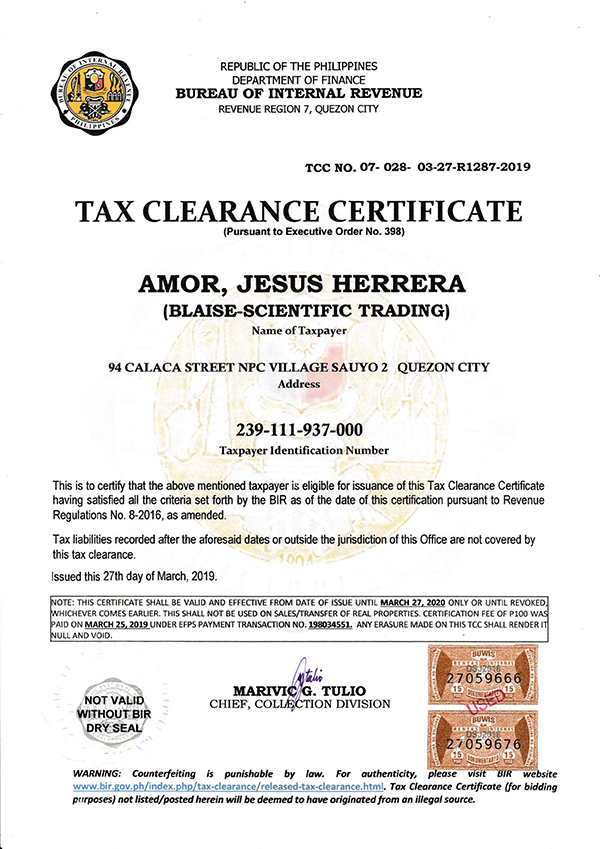 BUREAU OF INTERNAL REVENUE
PHILIPPINES
REPUBLIC OF THE PHILIPPINES
DEPARTMENT OF FINANCE
BUREAU OF INTERNAL REVENUE
REVENUE REGION 7, QUEZON CITY
TCC NO. 07- 028- 03-27-R1287-2019
TAX CLEARANCE CERTIFICATE
(Pursuant to Executive Order No. 398)
AMOR, JESUS HERRERA
(BLAISE-SCIENTIFIC TRADING)
Name of Taxpayer
94 CALACA STREET NPC VILLAGE SAUYO 2 QUEZON CITY
Address
239-111-937-000
Taxpayer Identification Number
This is to certify that the above mentioned taxpayer is eligible for issuance of this Tax Clearance Certificate
having satisfied all the criteria set forth by the BIR as of the date of this certification pursuant to Revenue
Regulations No. 8-2016, as amended.
Tax liabilities recorded after the aforesaid dates or outside the jurisdiction of this Office are not covered by
this tax clearance.
Issued this 27th day of March, 2019.
NOTE: THIS CERTIFICATE SHALL BE VALID AND EFFECTIVE FROM DATE OF ISSUE UNTIL MARCH 27, 2020 ONLY OR UNTIL REVOKED,
WHICHEVER COMES EARLIER. THIS SHALL NOT BE USED ON SALES/TRANSFER OF REAL PROPERTIES. CERTIFICATION FEE OF P100 WAS
PAID ON MARCH 25, 2019 UNDER EFPS PAYMENT TRANSACTION NO. 198034551. ANY ERASURE MADE ON THIS TCC SHALL RENDER IT
NULL AND VOID.
MARIVIC G. TULIO
CHIEF, COLLECTION DIVISION
NOT VALID
WITHOUT BIR
DRY SEAL
BUWIS
RENTAS INTERNAS
27059666
15 15
USED
BUWIS
27059676
15 15
DOKUMENTARYO
WARNING: Counterfeiting is punishable by law. For authenticity, please visit BIR website
www.bir.gov.ph/index.php/tax-clearance/released-tax-clearance.html. Tax Clearance Certificate (for bidding
purposes) not listed/posted herein will be deemed to have originated from an illegal source.